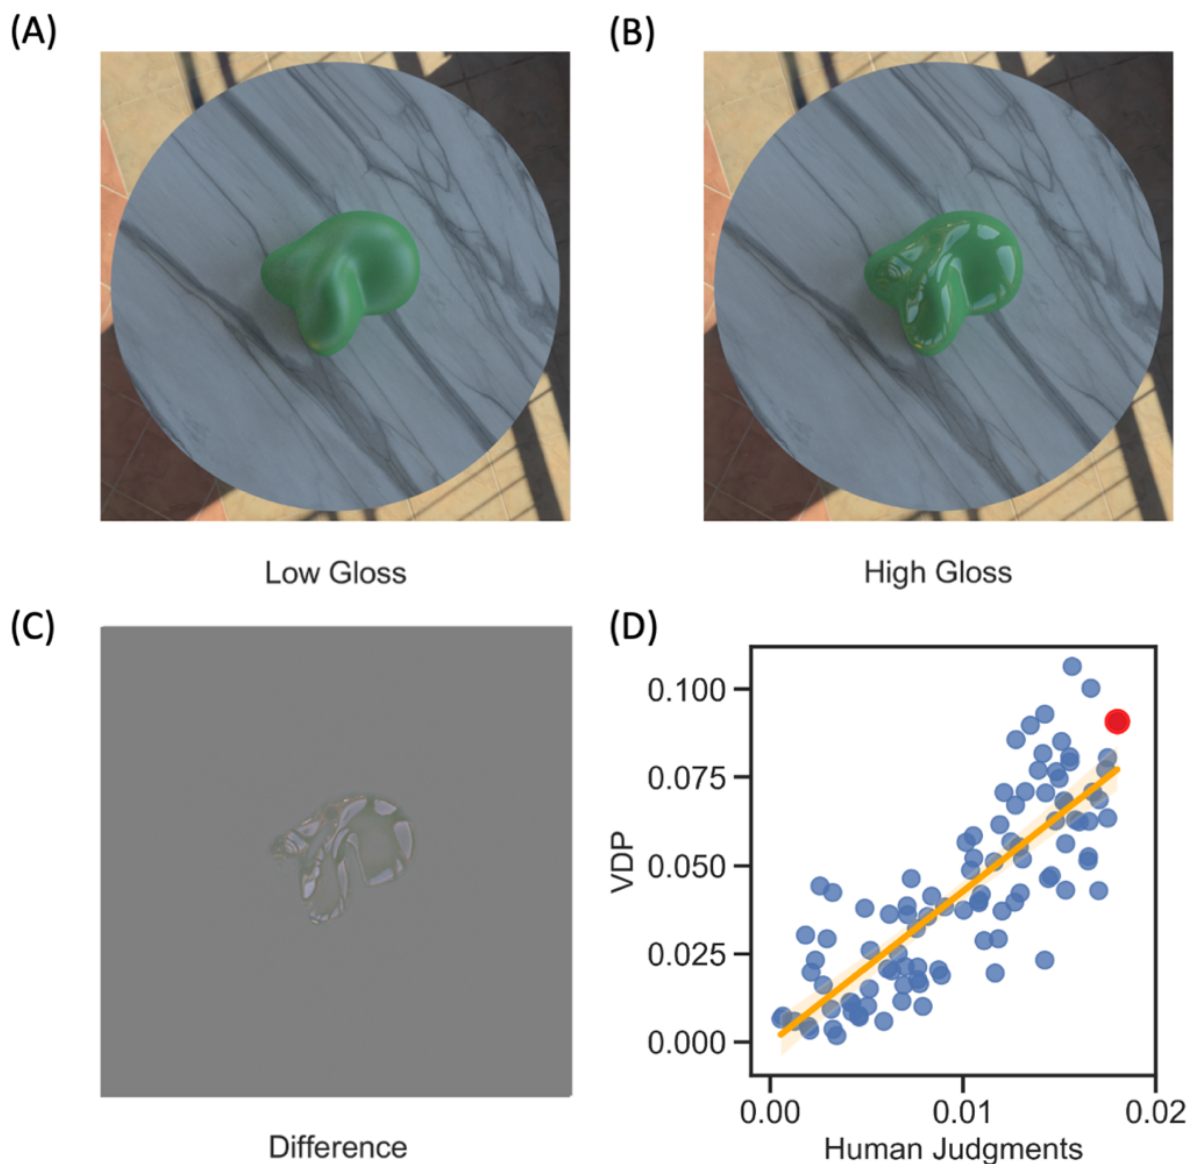 (A)
(B)
Low Gloss
High Gloss
(C)
(D)
Difference
0.100
0.075
0.050
0.025
0.000
VDP
0.00
0.01
0.02
Human Judgments